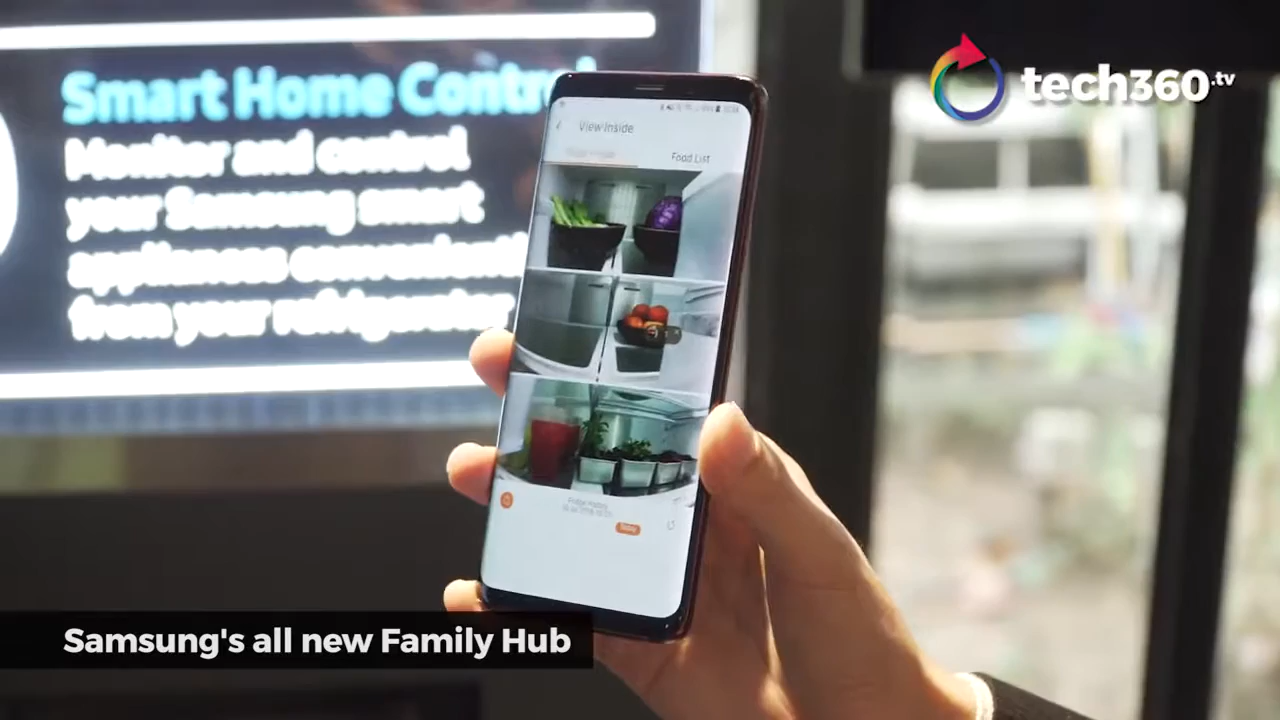 Smart Home Control
Monitor and control
your Samsung smart
appliances
from your refrigerator
tech360.tv
View Inside
Food List
Samsung's all new Family Hub